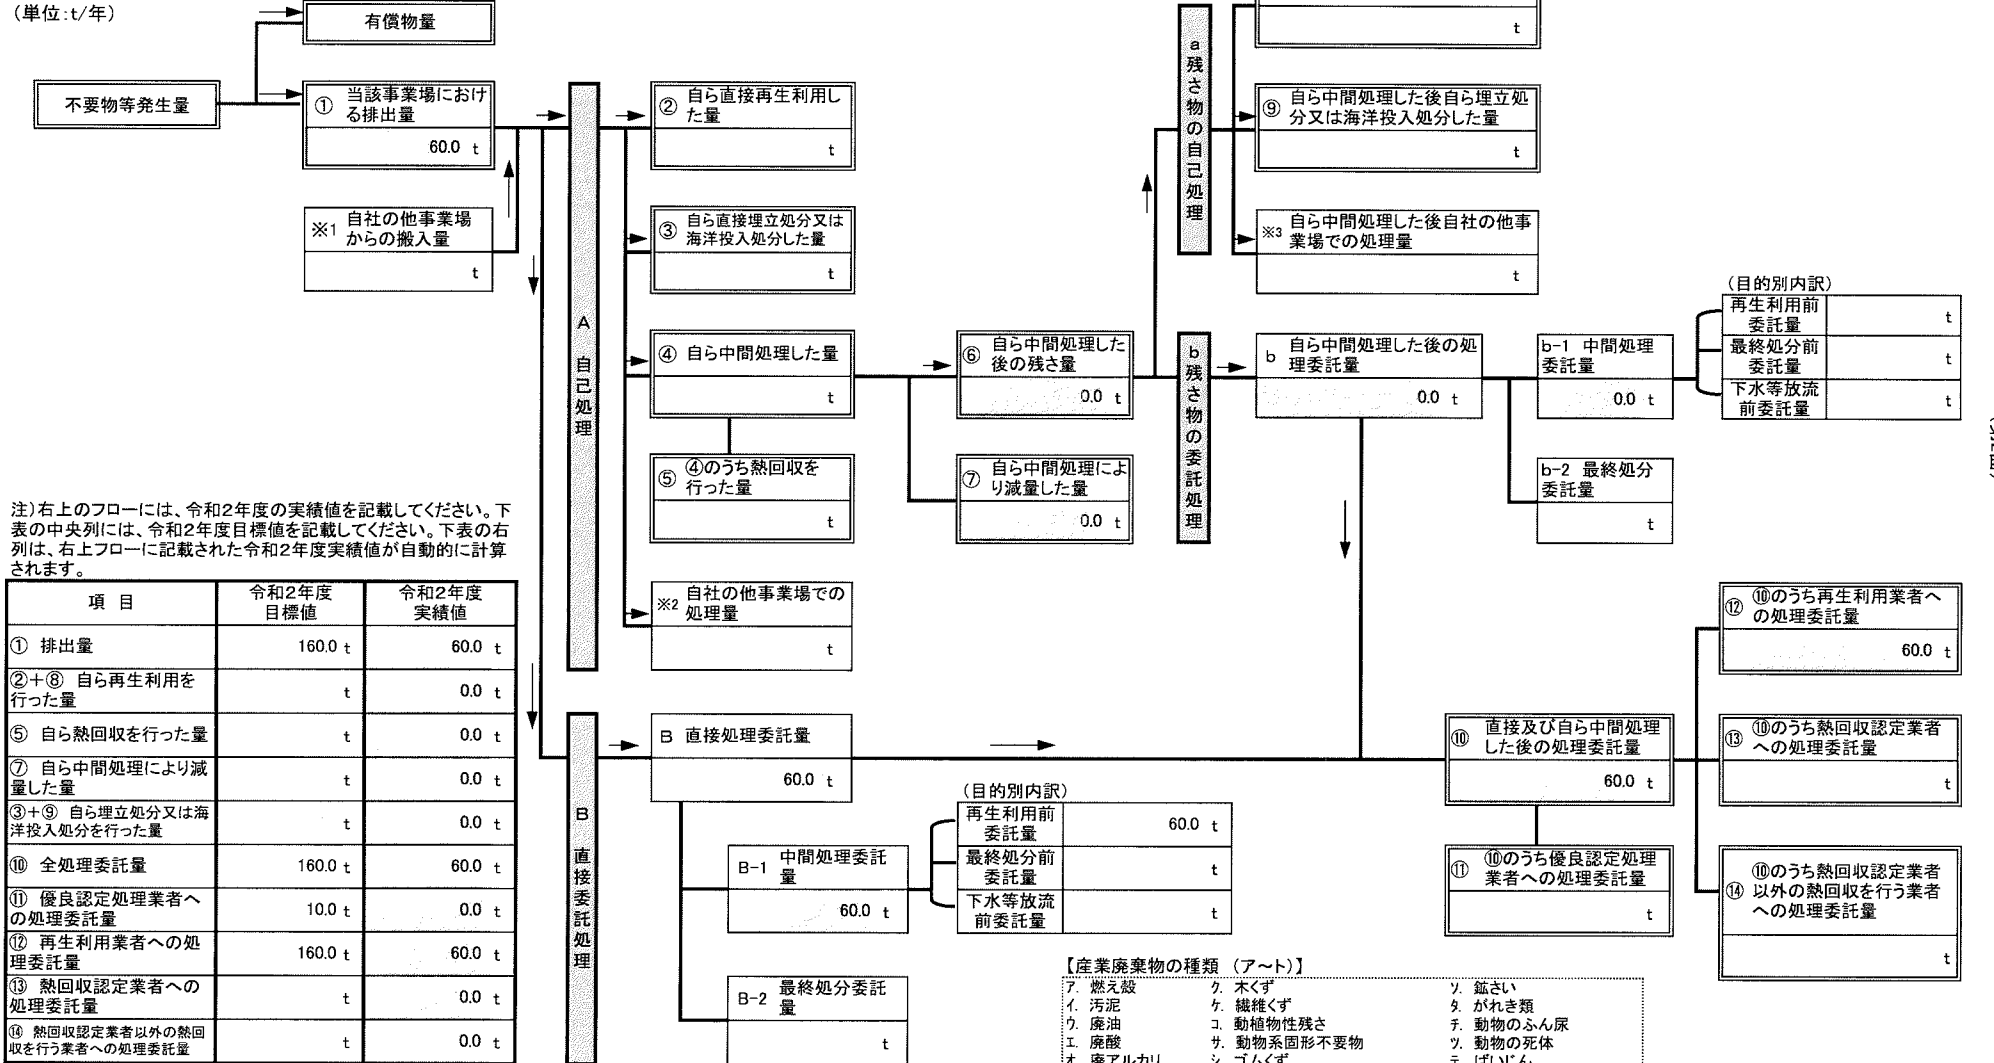 （単位:t/年）
有償物量
不要物等発生量
① 当該事業場におけ
る排出量
60.0 t
※1 自社の他事業場
からの搬入量
t
A 自己処理
② 自ら直接再生利用し
た量
t
③ 自ら直接埋立処分又は
海洋投入処分した量
t
④ 自ら中間処理した量
t
⑤ ④のうち熱回収を
行った量
t
※2 自社の他事業場での
処理量
t
⑥ 自ら中間処理した
後の残さ量
0.0 t
⑦ 自ら中間処理によ
り減量した量
0.0 t
a 残さ物の自己処理
t
⑨ 自ら中間処理した後自ら埋立処
分又は海洋投入処分した量
t
※3 自ら中間処理した後自社の他事
業場での処理量
t
b 残さ物の委託処理
b 自ら中間処理した後の処
理委託量
0.0 t
b-1 中間処理
委託量
0.0 t
（目的別内訳）
再生利用前
委託量
t
最終処分前
委託量
t
下水等放流
前委託量
t
b-2 最終処分
委託量
t
注)右上のフローには、令和2年度の実績値を記載してください。下
表の中央列には、令和2年度目標値を記載してください。下表の右
列は、右上フローに記載された令和2年度実績値が自動的に計算
されます。
項 目 令和2年度
目標値 令和2年度
実績値
① 排出量 160.0 t 60.0 t
②＋⑧ 自ら再生利用を
行った量 t 0.0 t
⑤ 自ら熱回収を行った量 t 0.0 t
⑦ 自ら中間処理により減
量した量 t 0.0 t
③＋⑨ 自ら埋立処分又は海
洋投入処分を行った量 t 0.0 t
⑩ 全処理委託量 160.0 t 60.0 t
⑪ 優良認定処理業者へ
の処理委託量 10.0 t 0.0 t
⑫ 再生利用業者への処
理委託量 160.0 t 60.0 t
⑬ 熱回収認定業者への
処理委託量 t 0.0 t
⑭ 熱回収認定業者以外の熱回
収を行う業者への処理委託量 t 0.0 t
B 直接委託処理
B 直接処理委託量
60.0 t
B-1 中間処理委託
量
60.0 t
（目的別内訳）
再生利用前
委託量
60.0 t
最終処分前
委託量
t
下水等放流
前委託量
t
B-2 最終処分委託
量
t
⑩ 直接及び自ら中間処理
した後の処理委託量
60.0 t
⑪ ⑩のうち優良認定処理
業者への処理委託量
t
⑫ ⑩のうち再生利用業者へ
の処理委託量
60.0 t
⑬ ⑩のうち熱回収認定業者
への処理委託量
t
⑭ ⑩のうち熱回収認定業者
以外の熱回収を行う業者
への処理委託量
t
【産業廃棄物の種類 （ア～ト)】
ア. 燃え殻 ク. 木くず ソ. 鉱さい
イ. 汚泥 ケ. 繊維くず タ. がれき類
ウ. 廃油 コ. 動植物性残さ チ. 動物のふん尿
エ. 廃酸 サ. 動物系固形不要物 ツ. 動物の死体
オ. 廃アルカリ シ. ゴムくず テ. ばいじん